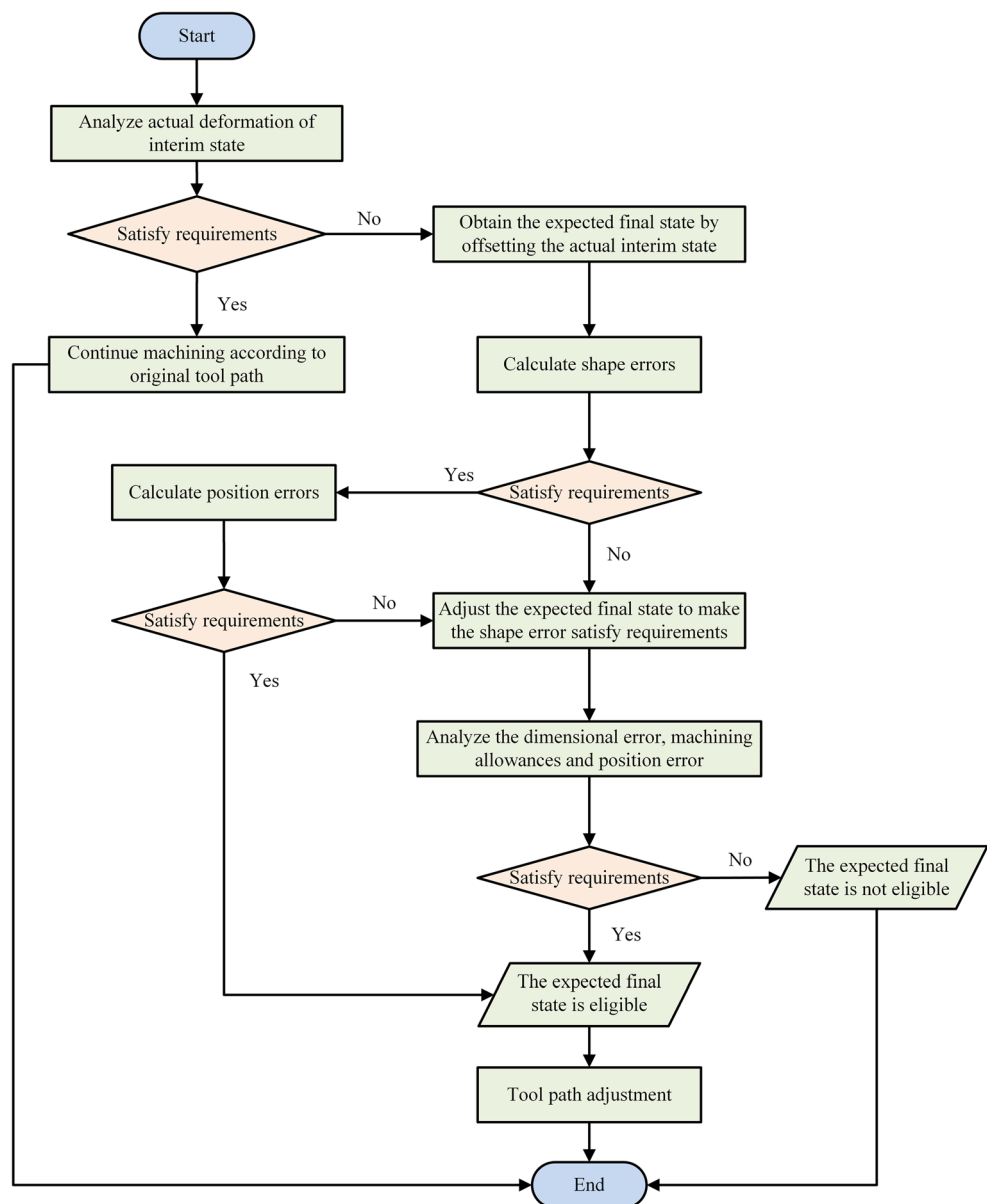 Start
Analyze actual deformation of
interim state
Satisfy requirements
No
Obtain the expected final state by
offsetting the actual interim state
Yes
Continue machining according to
original tool path
Calculate shape errors
Satisfy requirements
Yes
Calculate position errors
No
Satisfy requirements
No
Adjust the expected final state to make
the shape error satisfy requirements
Yes
Analyze the dimensional error, machining
allowances and position error
Satisfy requirements
No
The expected final
state is not eligible
Yes
The expected final
state is eligible
Tool path adjustment
End